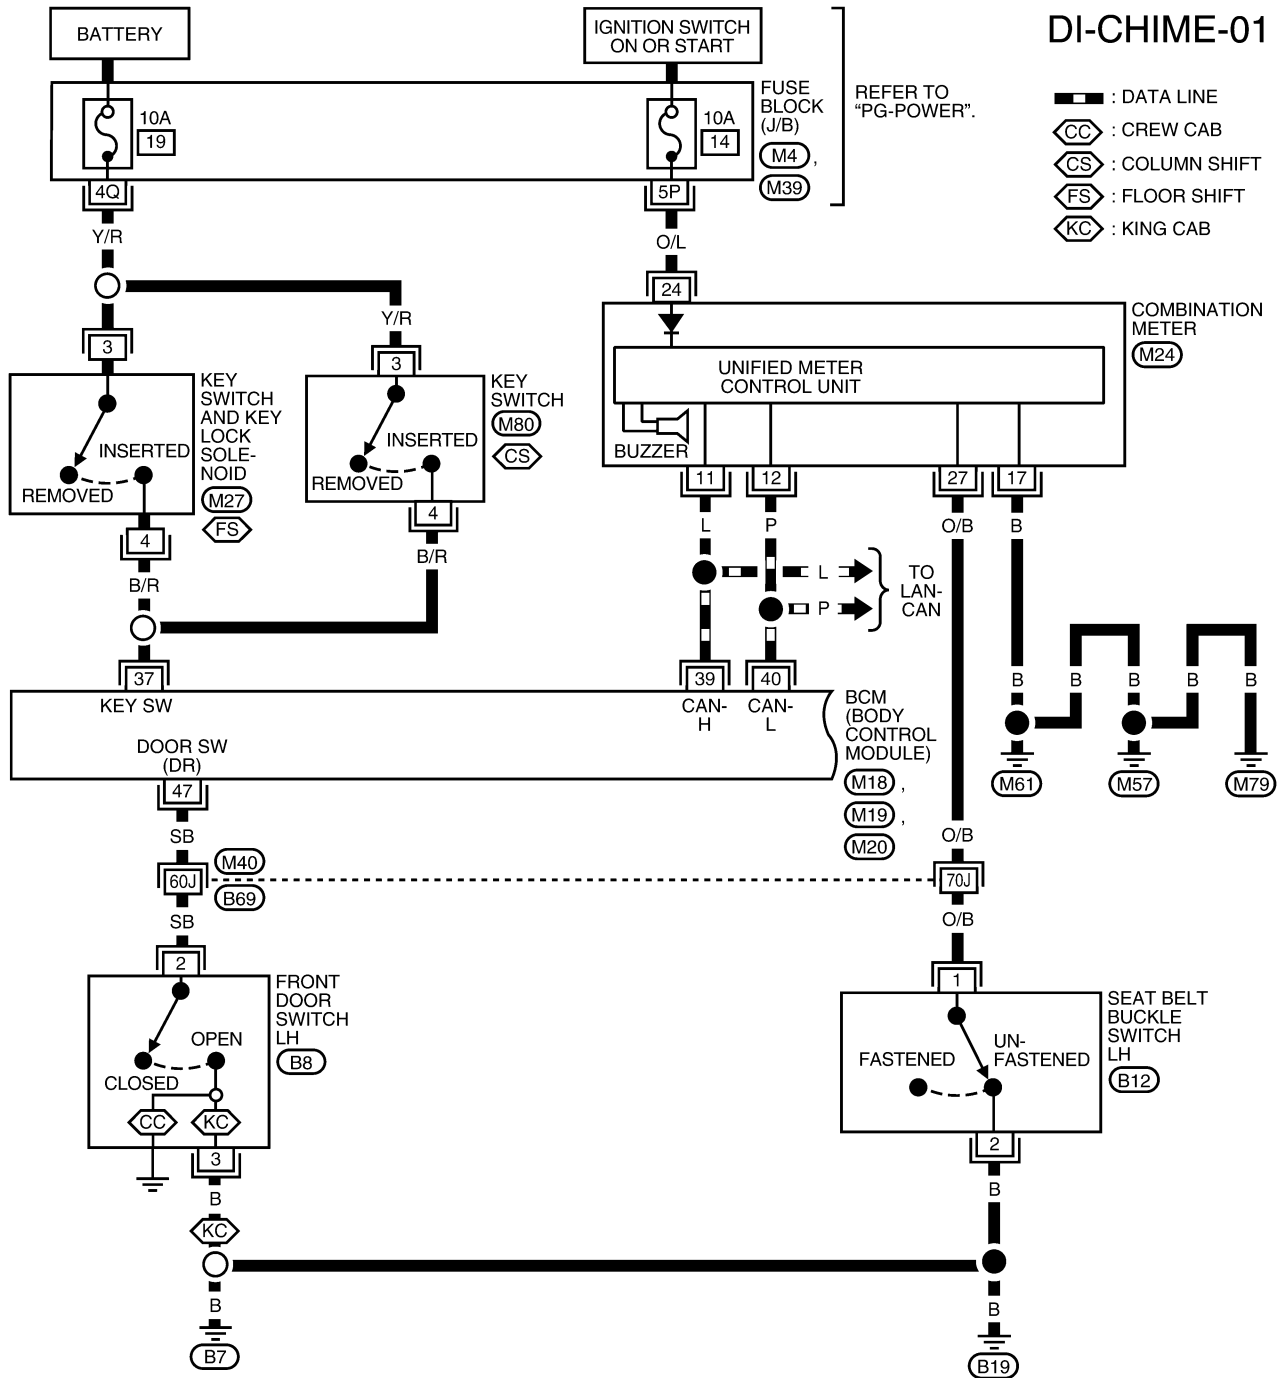 DI-CHIME-01
BATTERY
IGNITION SWITCH
ON OR START
FUSE
BLOCK
(J/B)
M4 ,
M39
REFER TO
“PG-POWER”.
10A
19
10A
14
4Q
5P
: DATA LINE
CC : CREW CAB
CS : COLUMN SHIFT
FS : FLOOR SHIFT
KC : KING CAB
Y/R
O/L
24
Y/R
3
3
KEY
SWITCH
AND KEY
LOCK
SOLE-
NOID
M27
FS
INSERTED
REMOVED
4
B/R
KEY
SWITCH
M80
CS
INSERTED
REMOVED
4
B/R
COMBINATION
METER
M24
UNIFIED METER
CONTROL UNIT
BUZZER
11
12
27
17
L
P
O/B
B
L
P
TO
LAN-
CAN
37
39
40
KEY SW
CAN-
H
CAN-
L
DOOR SW
(DR)
BCM
(BODY
CONTROL
MODULE)
M18 ,
M19 ,
M20
B
B
B
B
B
M61
M57
M79
47
SB
60J
M40
B69
SB
O/B
70J
O/B
2
FRONT
DOOR
SWITCH
LH
B8
OPEN
CLOSED
CC
KC
3
B
KC
B
B7
1
SEAT BELT
BUCKLE
SWITCH
LH
B12
UN-
FASTENED
FASTENED
2
B
B
B19